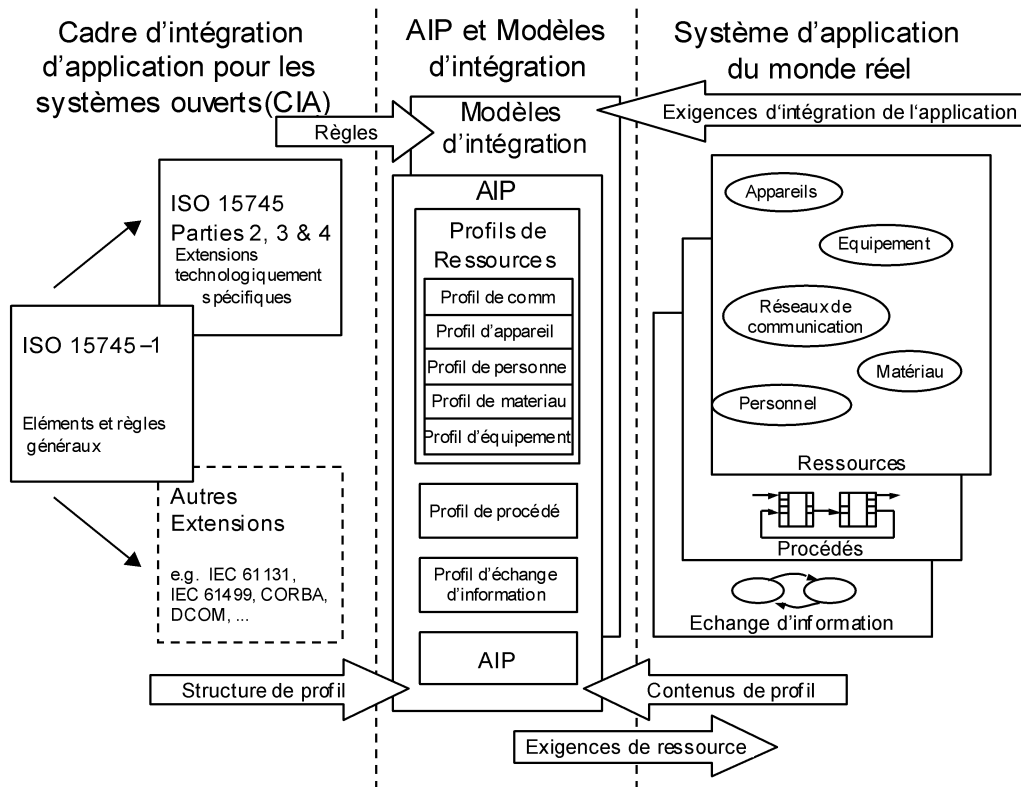 Cadre d'intégration
d'application pour les
systèmes ouverts(CIA)
AIP et Modèles
d'intégration
Système d'application
du monde réel
Règles
Modèles
d'intégration
Exigences d'intégration de l'application
ISO 15745
Parties 2, 3 & 4
Extensions
technologiquement
spécifiques
ISO 15745–1
Eléments et règles
généraux
Autres
Extensions
e.g. IEC 61131,
IEC 61499, CORBA,
DCOM, ...
AIP
Profils de
Ressources
Profil de comm
Profil d'appareil
Profil de personne
Profil de materiau
Profil d'équipement
Profil de procédé
Profil d'échange
d'information
AIP
Appareils
Equipement
Réseaux de
communication
Matériau
Personnel
Ressources
Procédés
Echange d'information
Structure de profil
Contenus de profil
Exigences de ressource